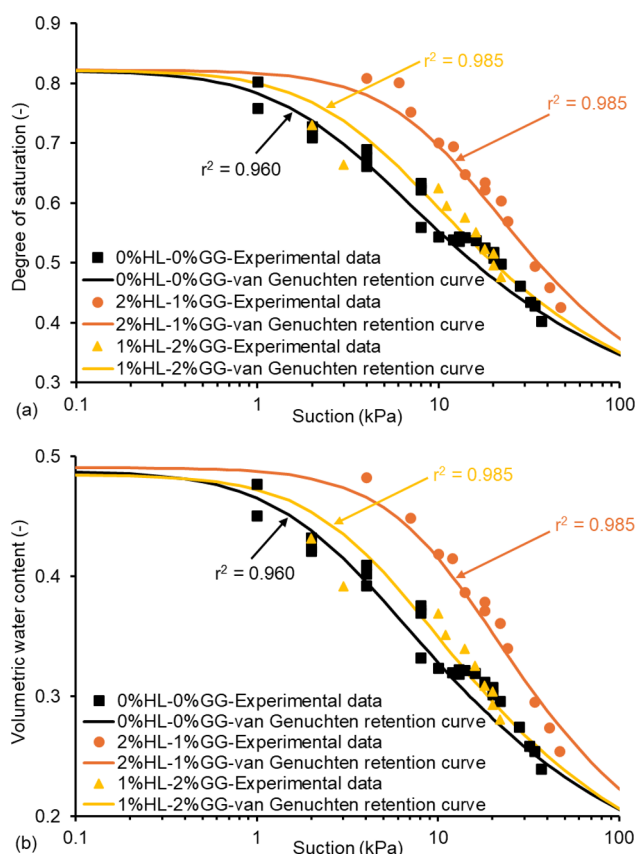 0.9
r² = 0.985
0.8
r² = 0.985
0.7
r² = 0.960
0.6
Degree of saturation (-)
0.5
0%HL-0%GG-Experimental data
0%HL-0%GG-van Genuchten retention curve
2%HL-1%GG-Experimental data
0.4
2%HL-1%GG-van Genuchten retention curve
1%HL-2%GG-Experimental data
1%HL-2%GG-van Genuchten retention curve
0.3
(a)
0.1 1 10 100
Suction (kPa)
0.5
r² = 0.985
r² = 0.985
0.4
r² = 0.960
Volumetric water content (-)
0.3
0%HL-0%GG-Experimental data
0%HL-0%GG-van Genuchten retention curve
2%HL-1%GG-Experimental data
2%HL-1%GG-van Genuchten retention curve
1%HL-2%GG-Experimental data
1%HL-2%GG-van Genuchten retention curve
0.2
(b)
0.1 1 10 100
Suction (kPa)